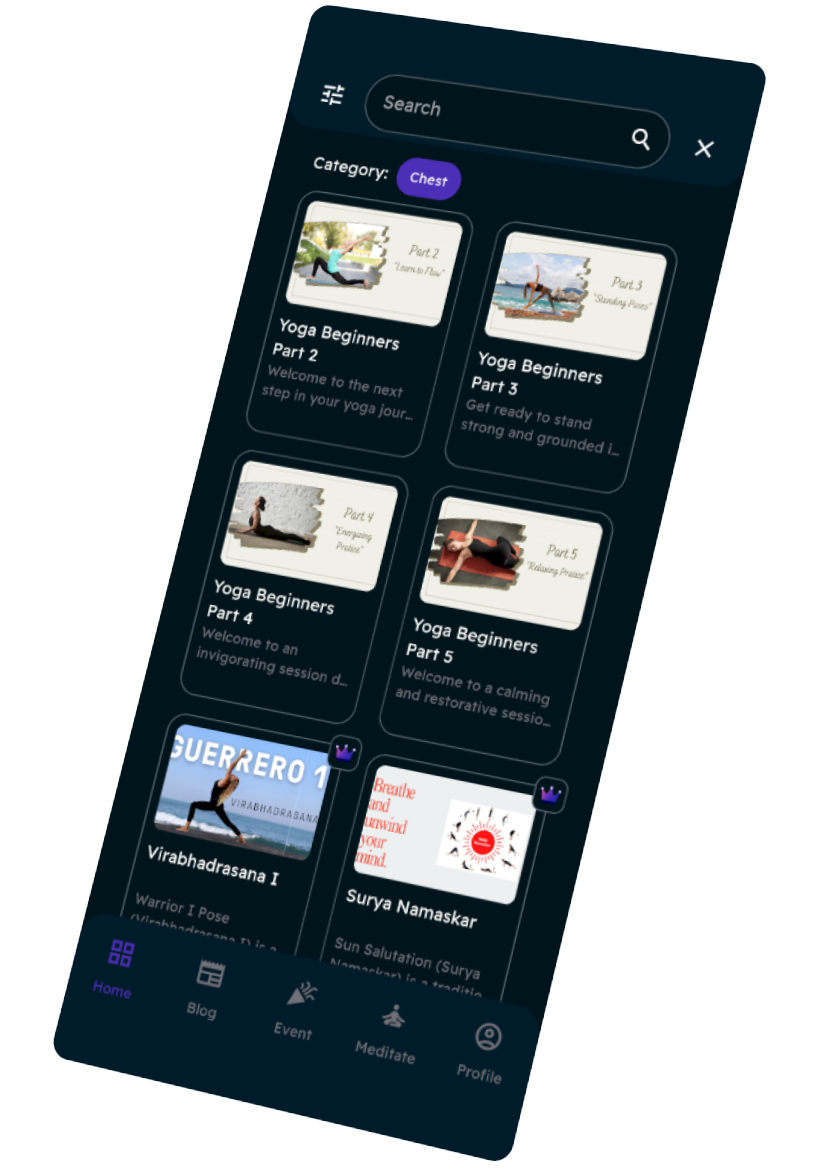 Search
Category: Chest
Part 2
"Learn to Flow"
Yoga Beginners
Part 2
Welcome to the next
step in your yoga jour...
Part 3
"Standing Poses"
Yoga Beginners
Part 3
Get ready to stand
strong and grounded i...
Part 4
"Energizing
Pratice"
Yoga Beginners
Part 4
Welcome to an
invigorating session d...
Part 5
"Relaxing Pratice"
Yoga Beginners
Part 5
Welcome to a calming
and restorative sessio...
GUERRERO 1
VIRABHADRASANA
Virabhadrasana I
Warrior I Pose
(Virabhadrasana I) is a
Breathe
and
unwind
your
mind.
Surya Namaskar
Sun Salutation (Surya
Namaskar) is a traditio
Home
Blog
Event
Meditate
Profile